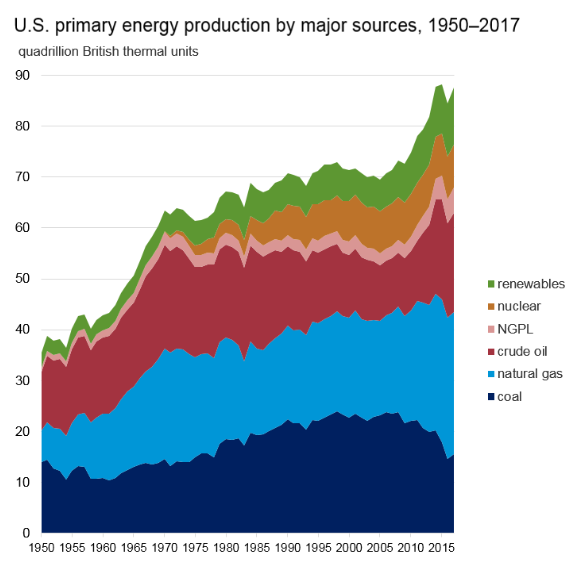 U.S. primary energy production by major sources, 1950–2017
quadrillion British thermal units
90
80
70
60
50
40
30
20
10
0
1950 1955 1960 1965 1970 1975 1980 1985 1990 1995 2000 2005 2010 2015
renewables
nuclear
NGPL
crude oil
natural gas
coal